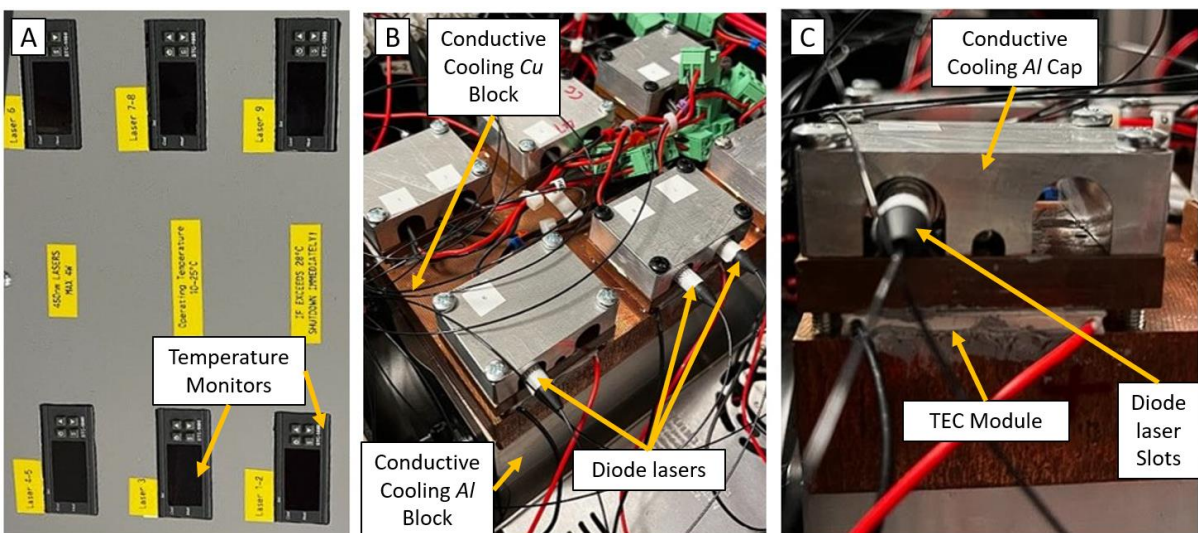 A
Laser 6
Laser 7-8
Laser 9
450nm LASERS
MAX 4W
Operating Temperature
10-25°C
IF EXCEEDS 28°C
SHUTDOWN IMMEDIATELY!
Temperature
Monitors
Laser 4-5
Laser 3
Laser 1-2
B
Conductive
Cooling Cu
Block
Conductive
Cooling Al
Block
Diode lasers
C
Conductive
Cooling Al Cap
TEC Module
Diode
laser
Slots